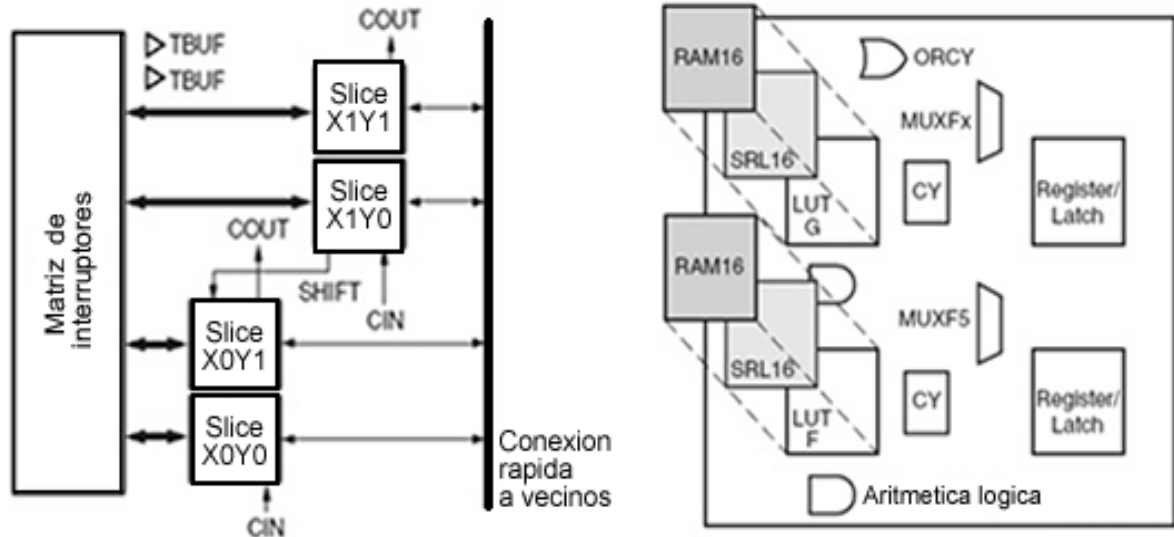 COUT
TBUF
TBUF
Slice
X1Y1
Slice
X1Y0
COUT
SHIFT
CIN
Matriz de
interruptores
Slice
X0Y1
Slice
X0Y0
CIN
Conexion
rapida
a vecinos
RAM16
SRL16
LUT
G
ORCY
MUXFx
CY
Register/
Latch
RAM16
SRL16
LUT
F
MUXF5
CY
Register/
Latch
Aritmetica logica